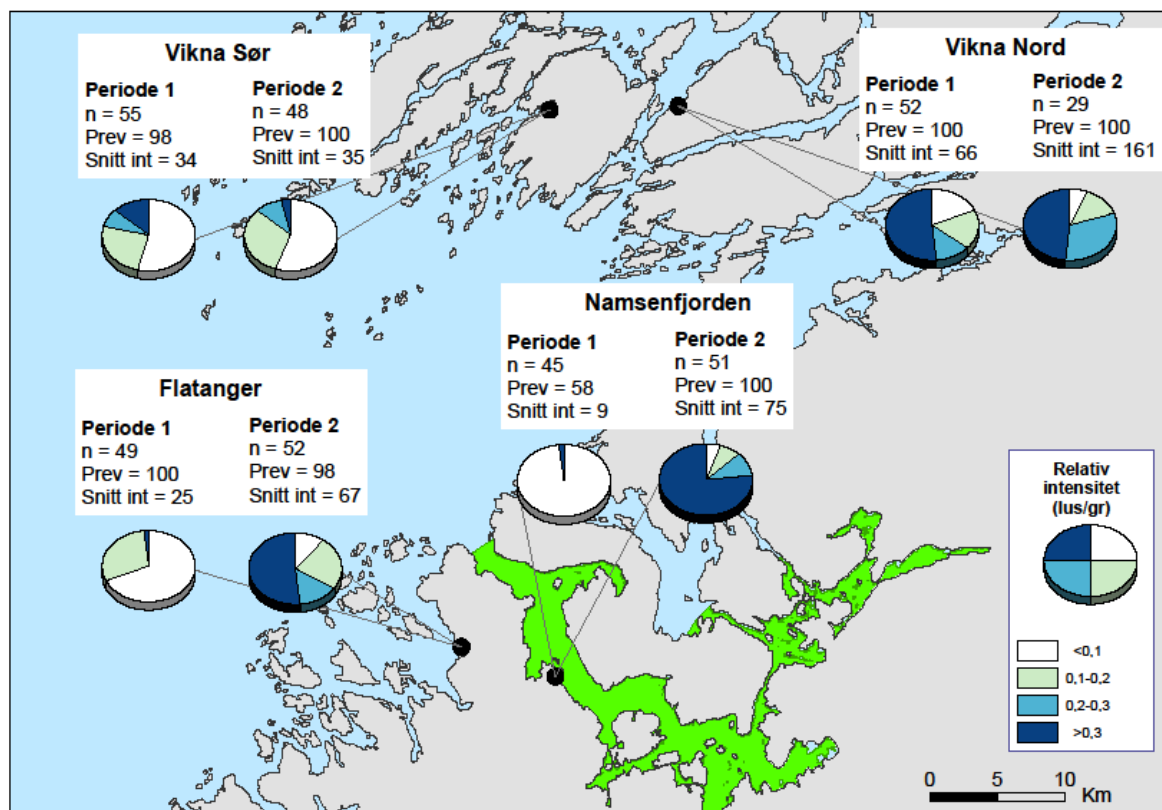 Vikna Sør
Periode 1
n = 55
Prev = 98
Snitt int = 34
Periode 2
n = 48
Prev = 100
Snitt int = 35
Vikna Nord
Periode 1
n = 52
Prev = 100
Snitt int = 66
Periode 2
n = 29
Prev = 100
Snitt int = 161
Namsenfjorden
Periode 1
n = 45
Prev = 58
Snitt int = 9
Periode 2
n = 51
Prev = 100
Snitt int = 75
Flatanger
Periode 1
n = 49
Prev = 100
Snitt int = 25
Periode 2
n = 52
Prev = 98
Snitt int = 67
Relativ
intensitet
(lus/gr)
<0,1
0,1-0,2
0,2-0,3
>0,3
0 5 10
Km